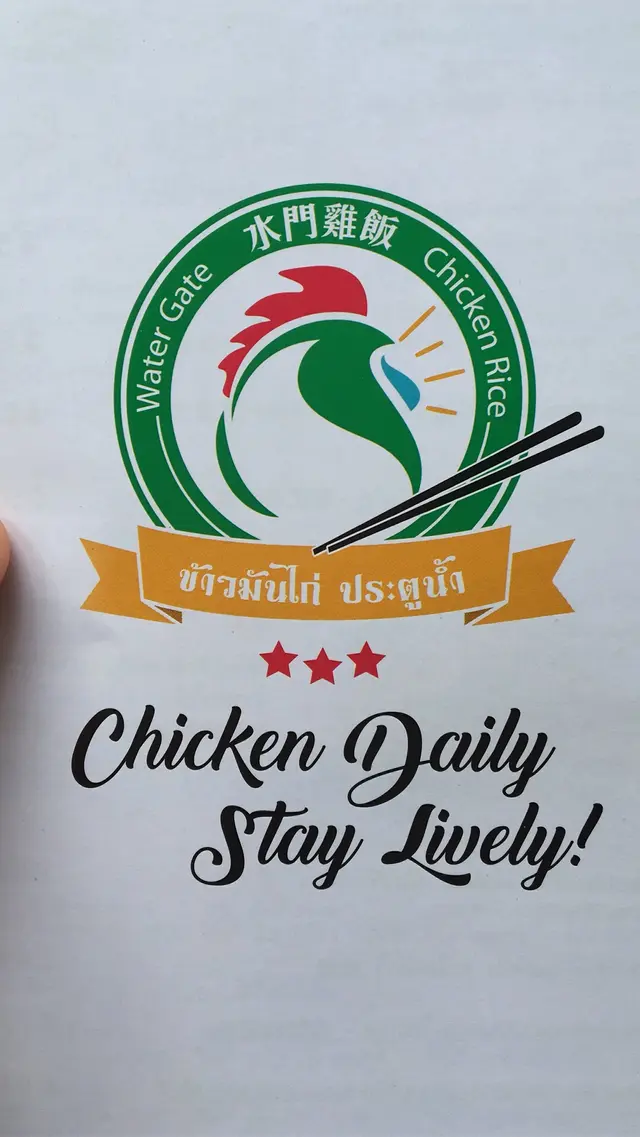 水門雞飯
Water Gate
Chicken Rice
ข้าวมันไก่ ประตูน้ำ
Chicken Daily
Stay Lively!